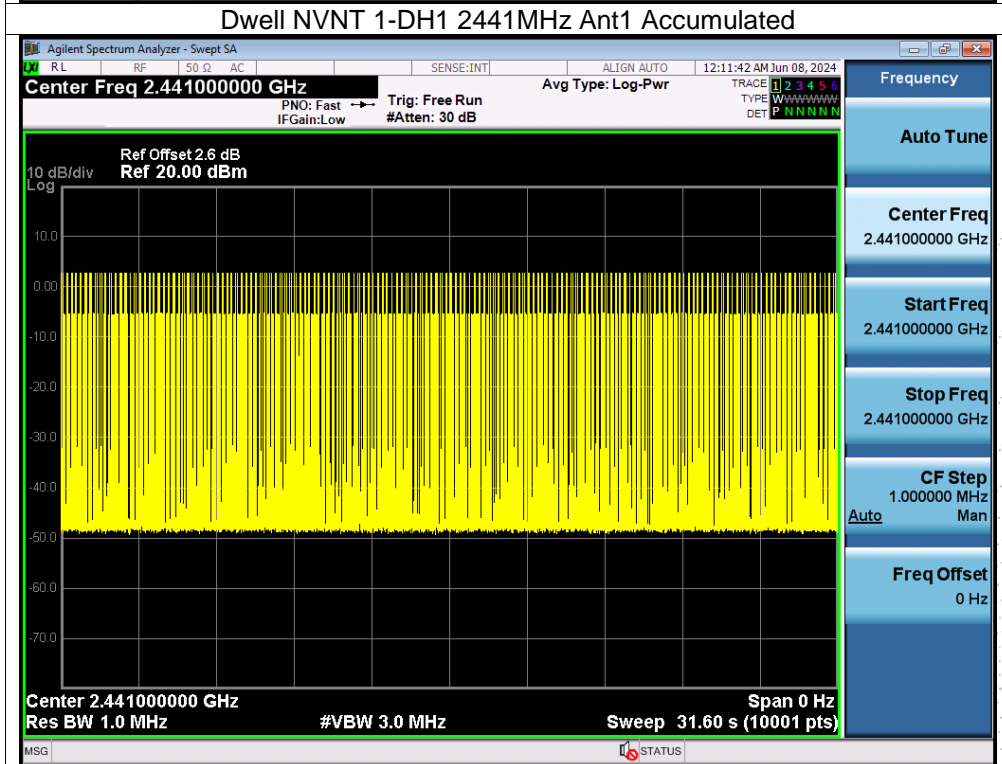 Dwell NVNT 1-DH1 2441MHz Ant1 Accumulated
Agilent Spectrum Analyzer - Swept SA
LXI RL RF 50 Ω AC SENSE:INT ALIGN AUTO 12:11:42 AM Jun 08, 2024
Center Freq 2.441000000 GHz
PNO: Fast
IFGain:Low
Trig: Free Run
#Atten: 30 dB
Avg Type: Log-Pwr
TRACE 1 2 3 4 5 6
TYPE WWWWWW
DET P N N N N N
Ref Offset 2.6 dB
10 dB/div Ref 20.00 dBm
Log
10.0
0.00
-10.0
-20.0
-30.0
-40.0
-50.0
-60.0
-70.0
Center 2.441000000 GHz Span 0 Hz
Res BW 1.0 MHz #VBW 3.0 MHz Sweep 31.60 s (10001 pts)
MSG STATUS
Frequency
Auto Tune
Center Freq
2.441000000 GHz
Start Freq
2.441000000 GHz
Stop Freq
2.441000000 GHz
CF Step
1.000000 MHz
Auto Man
Freq Offset
0 Hz